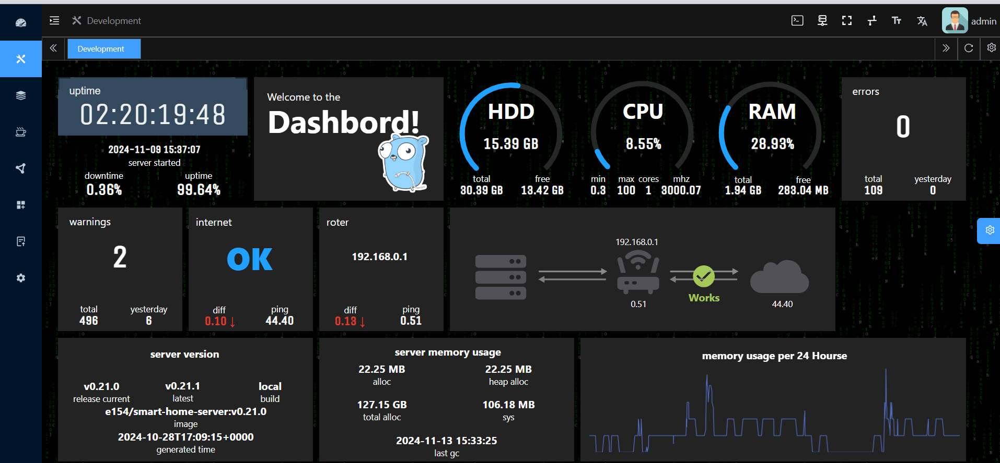 Development
admin
Development
uptime
02:20:19:48
2024-11-09 15:37:07
server started
downtime
0.36%
uptime
99.64%
Welcome to the
Dashbord!
HDD
15.39 GB
total
30.39 GB
free
13.42 GB
CPU
8.55%
min
0.3
max
100
cores
1
mhz
3000.07
RAM
28.93%
total
1.94 GB
free
283.04 MB
errors
0
total
109
yesterday
0
warnings
2
total
496
yesterday
6
internet
OK
diff
0.10 ↓
ping
44.40
roter
192.168.0.1
diff
0.13 ↓
ping
0.51
192.168.0.1
0.51
Works
44.40
server version
v0.21.0
release current
v0.21.1
latest
local
build
e154/smart-home-server:v0.21.0
image
2024-10-28T17:09:15+0000
generated time
server memory usage
22.25 MB
alloc
22.25 MB
heap alloc
127.15 GB
total alloc
106.18 MB
sys
2024-11-13 15:33:25
last gc
memory usage per 24 Hourse